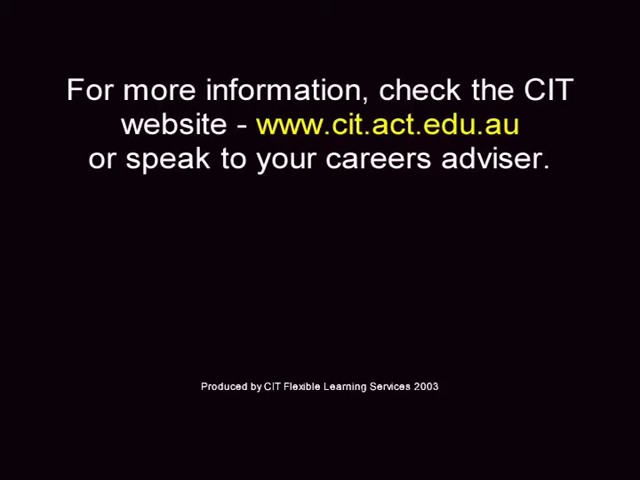 For more information, check the CIT
website - www.cit.act.edu.au
or speak to your careers adviser.
Produced by CIT Flexible Learning Services 2003